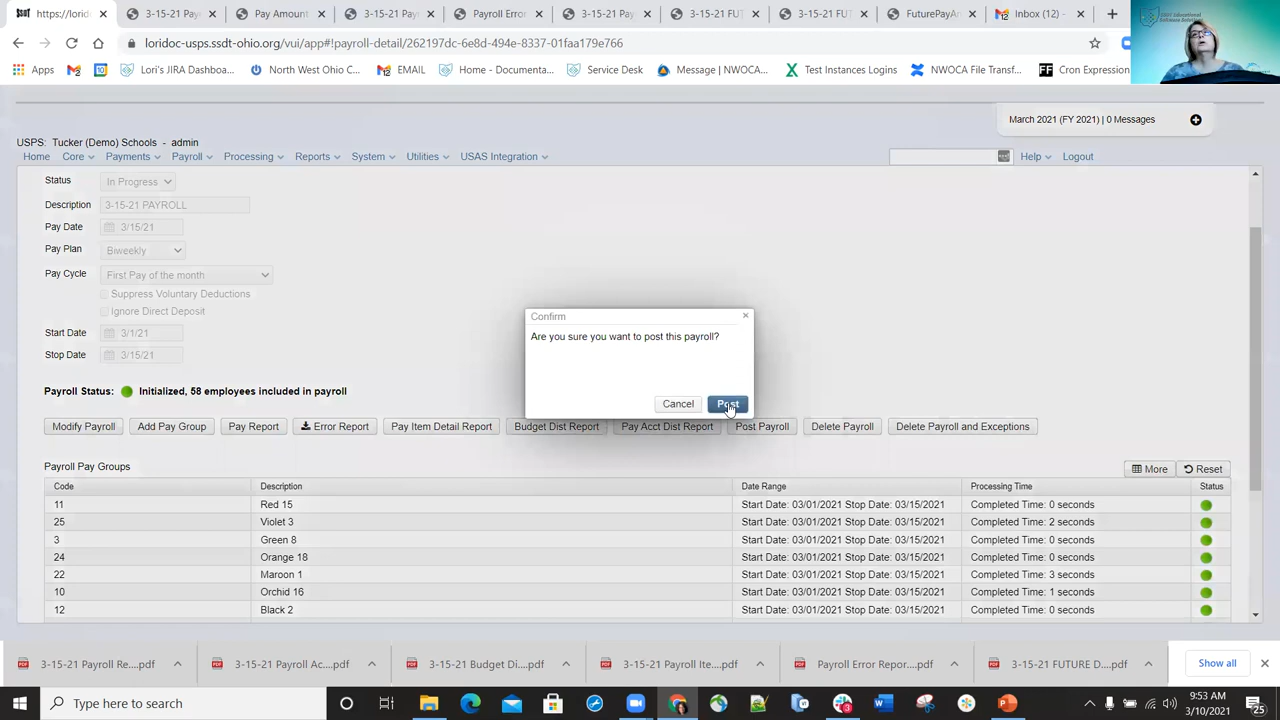 https://lorido
3-15-21 Pay
Pay Amount
3-15-21 Pay
Load Error
3-15-21 Pa
3-15-21 FUT
3-15-21 FUT
FuturePayAr
Inbox (12) -
loridoc-usps.ssdt-ohio.org/vui/app#!payroll-detail/262197dc-6e8d-494e-8337-01faa179e766
Apps
Lori's JIRA Dashboa...
North West Ohio C...
EMAIL
Home - Documenta...
Service Desk
Message | NWOCA...
Test Instances Logins
NWOCA File Transf...
FF Cron Expression
March 2021 (FY 2021) | 0 Messages
USPS: Tucker (Demo) Schools - admin
Home Core Payments Payroll Processing Reports System Utilities USAS Integration Help Logout
Status In Progress
Description 3-15-21 PAYROLL
Pay Date 3/15/21
Pay Plan Biweekly
Pay Cycle First Pay of the month
Suppress Voluntary Deductions
Ignore Direct Deposit
Start Date 3/1/21
Stop Date 3/15/21
Confirm
Are you sure you want to post this payroll?
Cancel Post
Payroll Status: Initialized, 58 employees included in payroll
Modify Payroll Add Pay Group Pay Report Error Report Pay Item Detail Report Budget Dist Report Pay Acct Dist Report Post Payroll Delete Payroll Delete Payroll and Exceptions
Payroll Pay Groups More Reset
Code Description Date Range Processing Time Status
11 Red 15 Start Date: 03/01/2021 Stop Date: 03/15/2021 Completed Time: 0 seconds
25 Violet 3 Start Date: 03/01/2021 Stop Date: 03/15/2021 Completed Time: 2 seconds
3 Green 8 Start Date: 03/01/2021 Stop Date: 03/15/2021 Completed Time: 0 seconds
24 Orange 18 Start Date: 03/01/2021 Stop Date: 03/15/2021 Completed Time: 0 seconds
22 Maroon 1 Start Date: 03/01/2021 Stop Date: 03/15/2021 Completed Time: 3 seconds
10 Orchid 16 Start Date: 03/01/2021 Stop Date: 03/15/2021 Completed Time: 1 seconds
12 Black 2 Start Date: 03/01/2021 Stop Date: 03/15/2021 Completed Time: 0 seconds
3-15-21 Payroll Re....pdf
3-15-21 Payroll Ac....pdf
3-15-21 Budget Di....pdf
3-15-21 Payroll Ite....pdf
Payroll Error Repor....pdf
3-15-21 FUTURE D....pdf
Show all
Type here to search
9:53 AM
3/10/2021
25